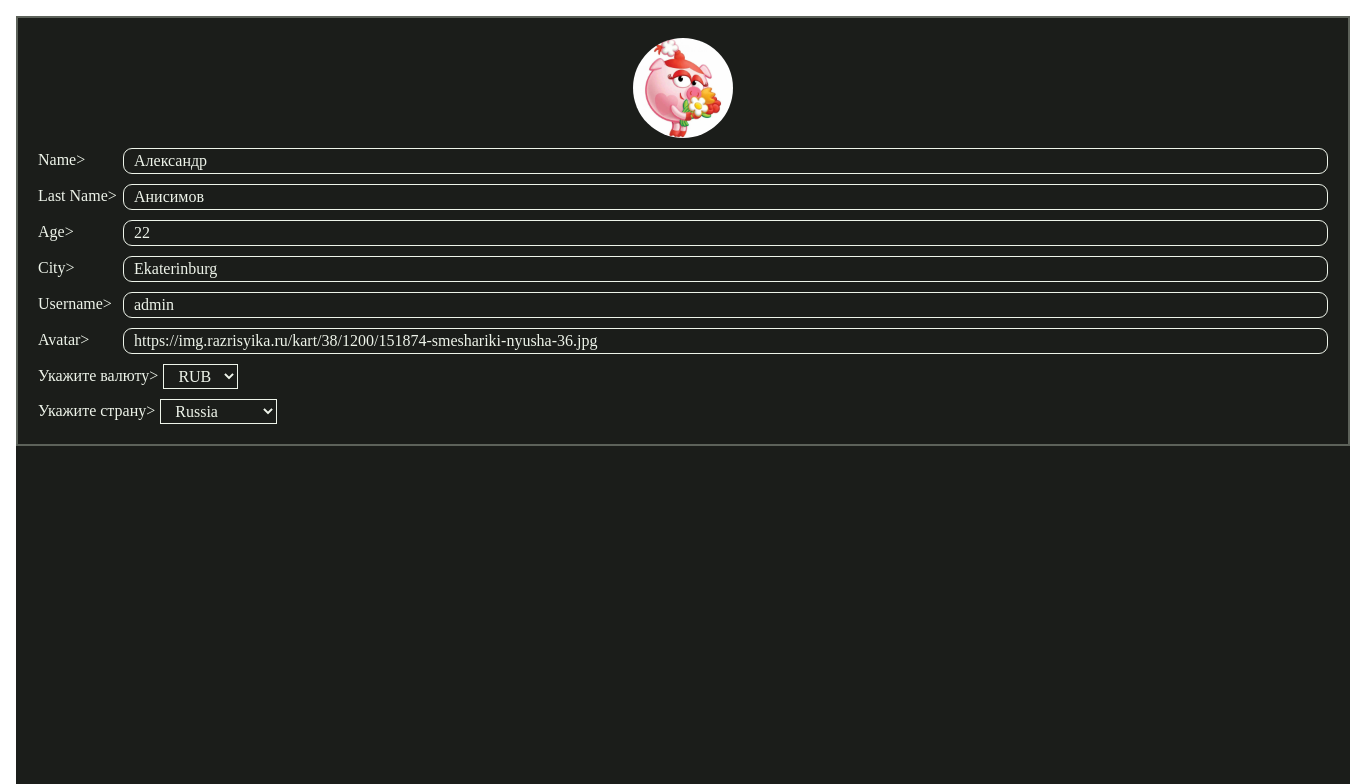 Name> Александр
Last Name> Анисимов
Age> 22
City> Ekaterinburg
Username> admin
Avatar> https://img.razrisyika.ru/kart/38/1200/151874-smeshariki-nyusha-36.jpg
Укажите валюту> RUB
Укажите страну> Russia